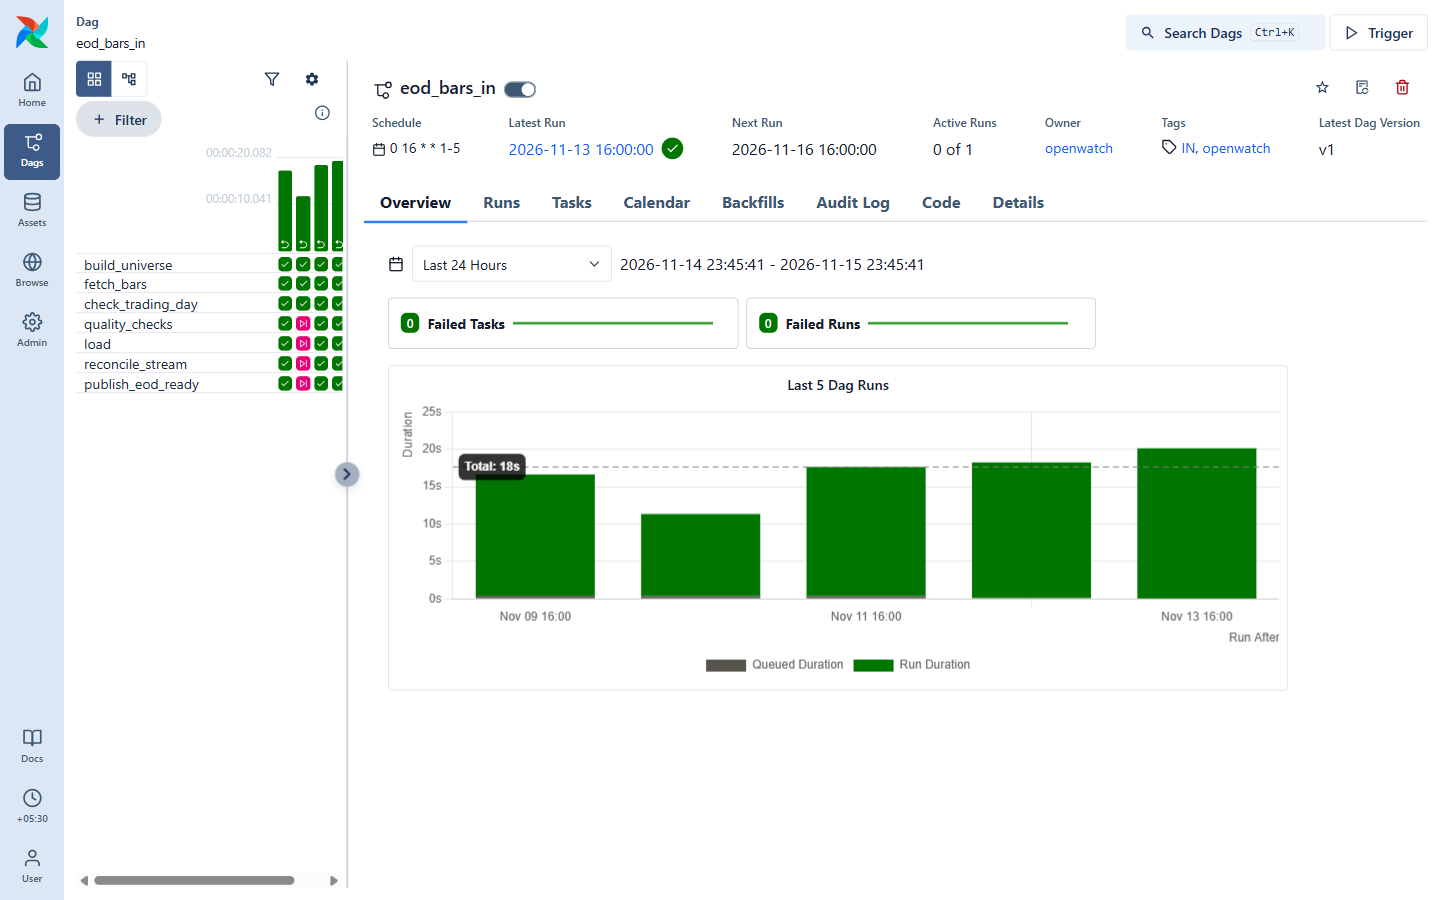 Dag
eod_bars_in
Search Dags Ctrl+K
Trigger
Home
Dags
Assets
Browse
Admin
Docs
+05:30
User
Filter
00:00:20.082
00:00:10.041
build_universe
fetch_bars
check_trading_day
quality_checks
load
reconcile_stream
publish_eod_ready
eod_bars_in
Schedule
0 16 * * 1-5
Latest Run
2026-11-13 16:00:00
Next Run
2026-11-16 16:00:00
Active Runs
0 of 1
Owner
openwatch
Tags
IN, openwatch
Latest Dag Version
v1
Overview Runs Tasks Calendar Backfills Audit Log Code Details
Last 24 Hours 2026-11-14 23:45:41 - 2026-11-15 23:45:41
0 Failed Tasks
0 Failed Runs
Last 5 Dag Runs
Duration
25s
20s
15s
10s
5s
0s
Total: 18s
Nov 09 16:00 Nov 11 16:00 Nov 13 16:00
Run After
Queued Duration Run Duration